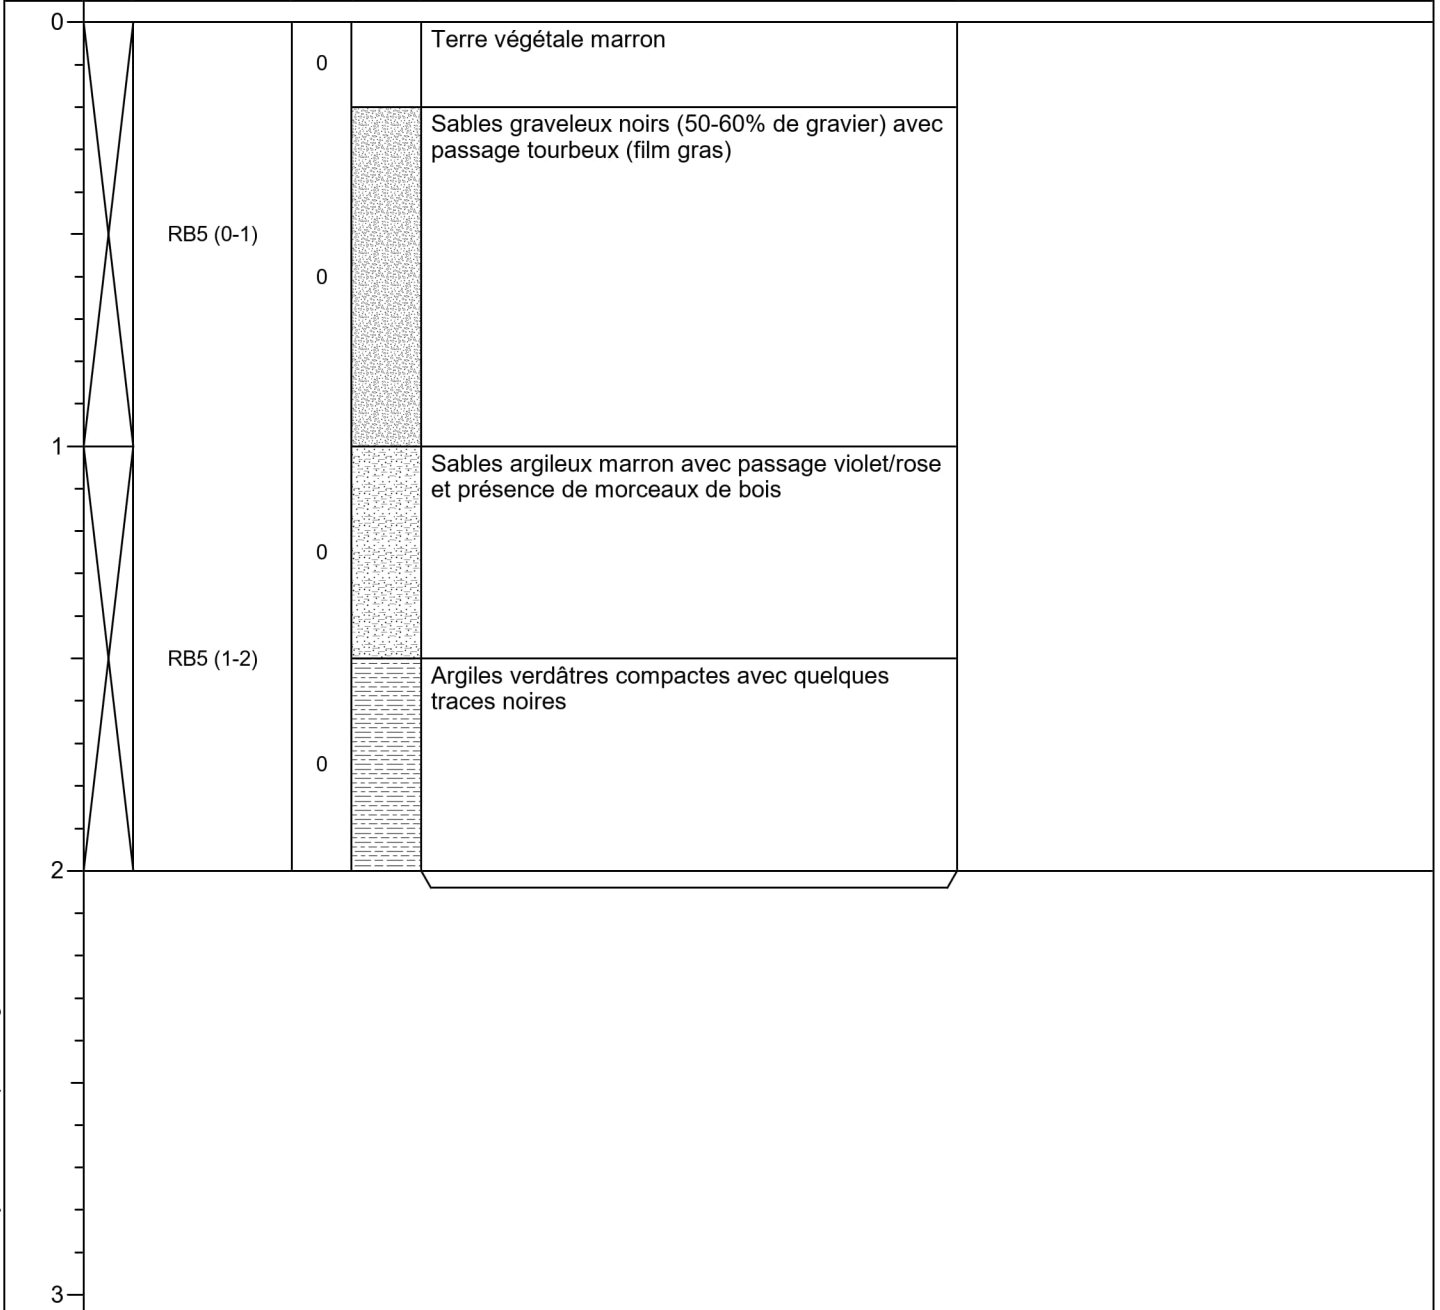 0
Terre végétale marron
0
Sables graveleux noirs (50-60% de gravier) avec
passage tourbeux (film gras)
RB5 (0-1)
0
1
Sables argileux marron avec passage violet/rose
et présence de morceaux de bois
0
RB5 (1-2)
Argiles verdâtres compactes avec quelques
traces noires
0
2
3